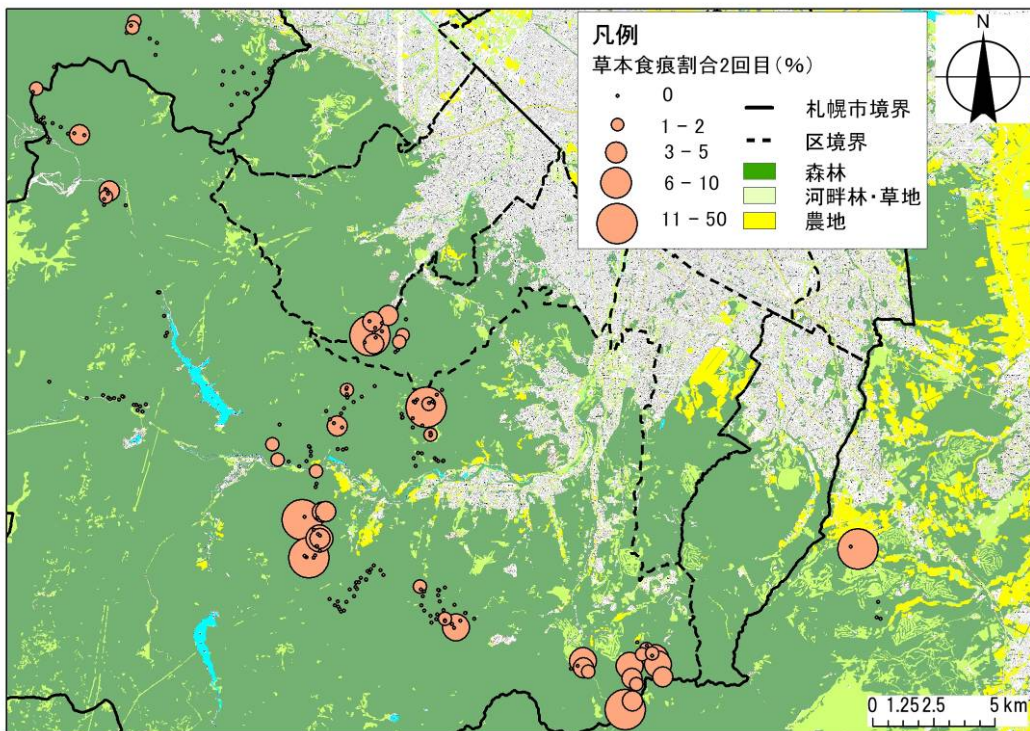 凡例
草本食痕割合2回目(%)
0
1 - 2
3 - 5
6 - 10
11 - 50
札幌市境界
区境界
森林
河畔林・草地
農地
N
0 1.25 2.5 5 km